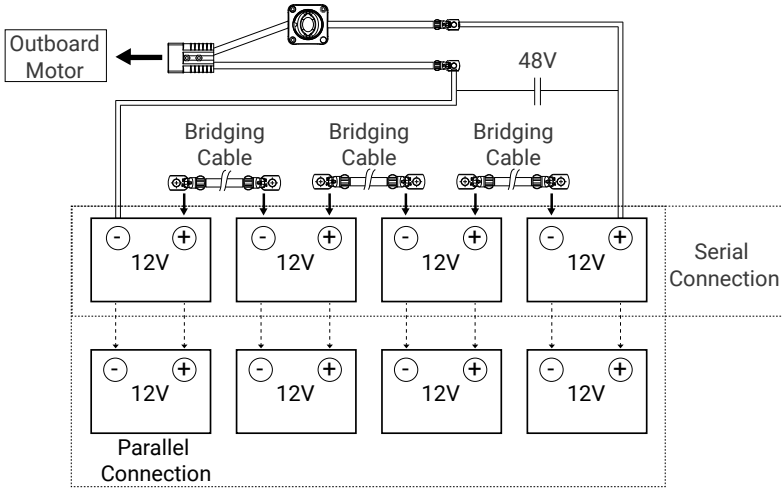 Outboard
Motor
48V
Bridging
Cable
Bridging
Cable
Bridging
Cable
- + 12V
- + 12V
- + 12V
- + 12V
Serial
Connection
- + 12V
- + 12V
- + 12V
- + 12V
Parallel
Connection